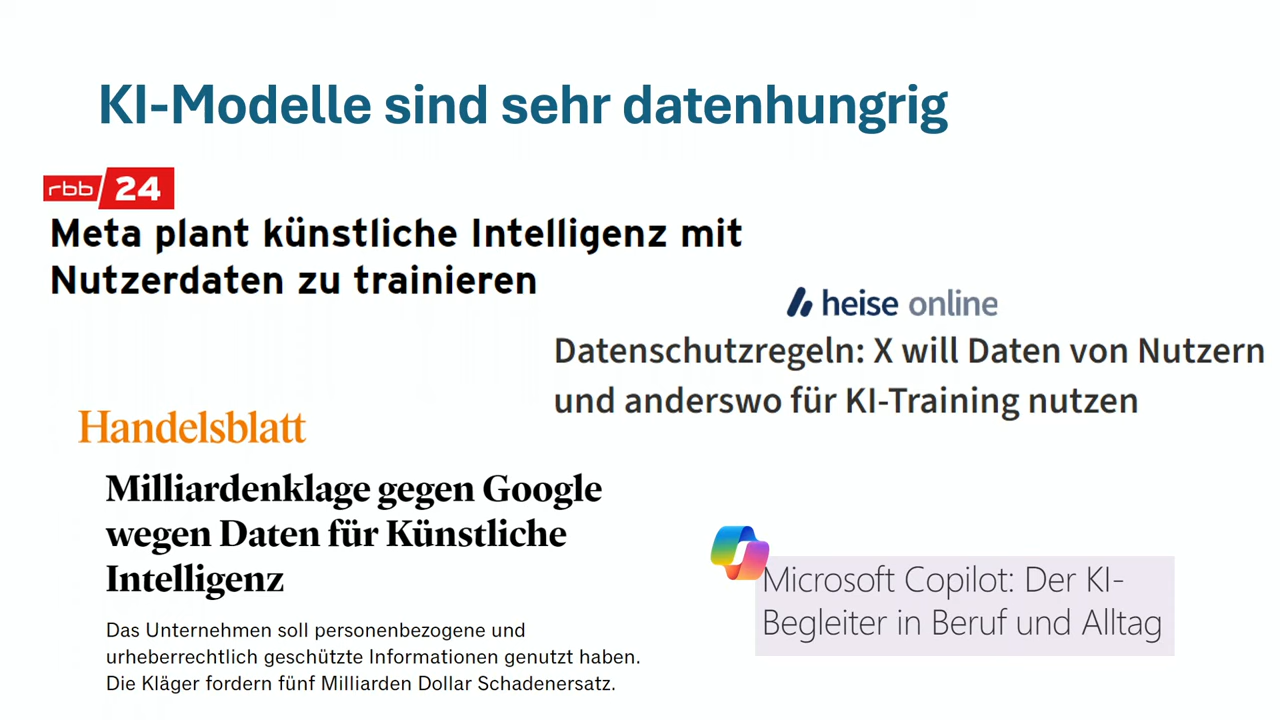 KI-Modelle sind sehr datenhungrig
rbb 24
Meta plant künstliche Intelligenz mit
Nutzerdaten zu trainieren
heise online
Datenschutzregeln: X will Daten von Nutzern
und anderswo für KI-Training nutzen
Handelsblatt
Milliardenklage gegen Google
wegen Daten für Künstliche
Intelligenz
Das Unternehmen soll personenbezogene und
urheberrechtlich geschützte Informationen genutzt haben.
Die Kläger fordern fünf Milliarden Dollar Schadenersatz.
Microsoft Copilot: Der KI-
Begleiter in Beruf und Alltag